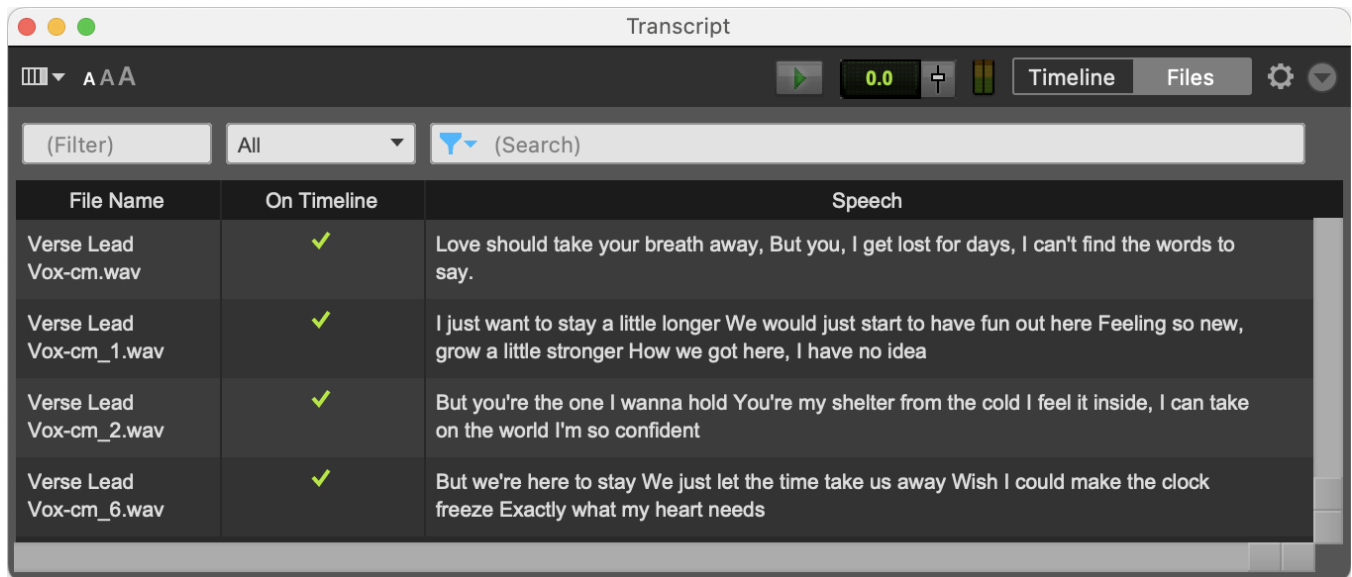 Transcript
A A A
0.0
Timeline
Files
(Filter)
All
(Search)
File Name
On Timeline
Speech
Verse Lead
Vox-cm.wav
Love should take your breath away, But you, I get lost for days, I can't find the words to
say.
Verse Lead
Vox-cm_1.wav
I just want to stay a little longer We would just start to have fun out here Feeling so new,
grow a little stronger How we got here, I have no idea
Verse Lead
Vox-cm_2.wav
But you're the one I wanna hold You're my shelter from the cold I feel it inside, I can take
on the world I'm so confident
Verse Lead
Vox-cm_6.wav
But we're here to stay We just let the time take us away Wish I could make the clock
freeze Exactly what my heart needs